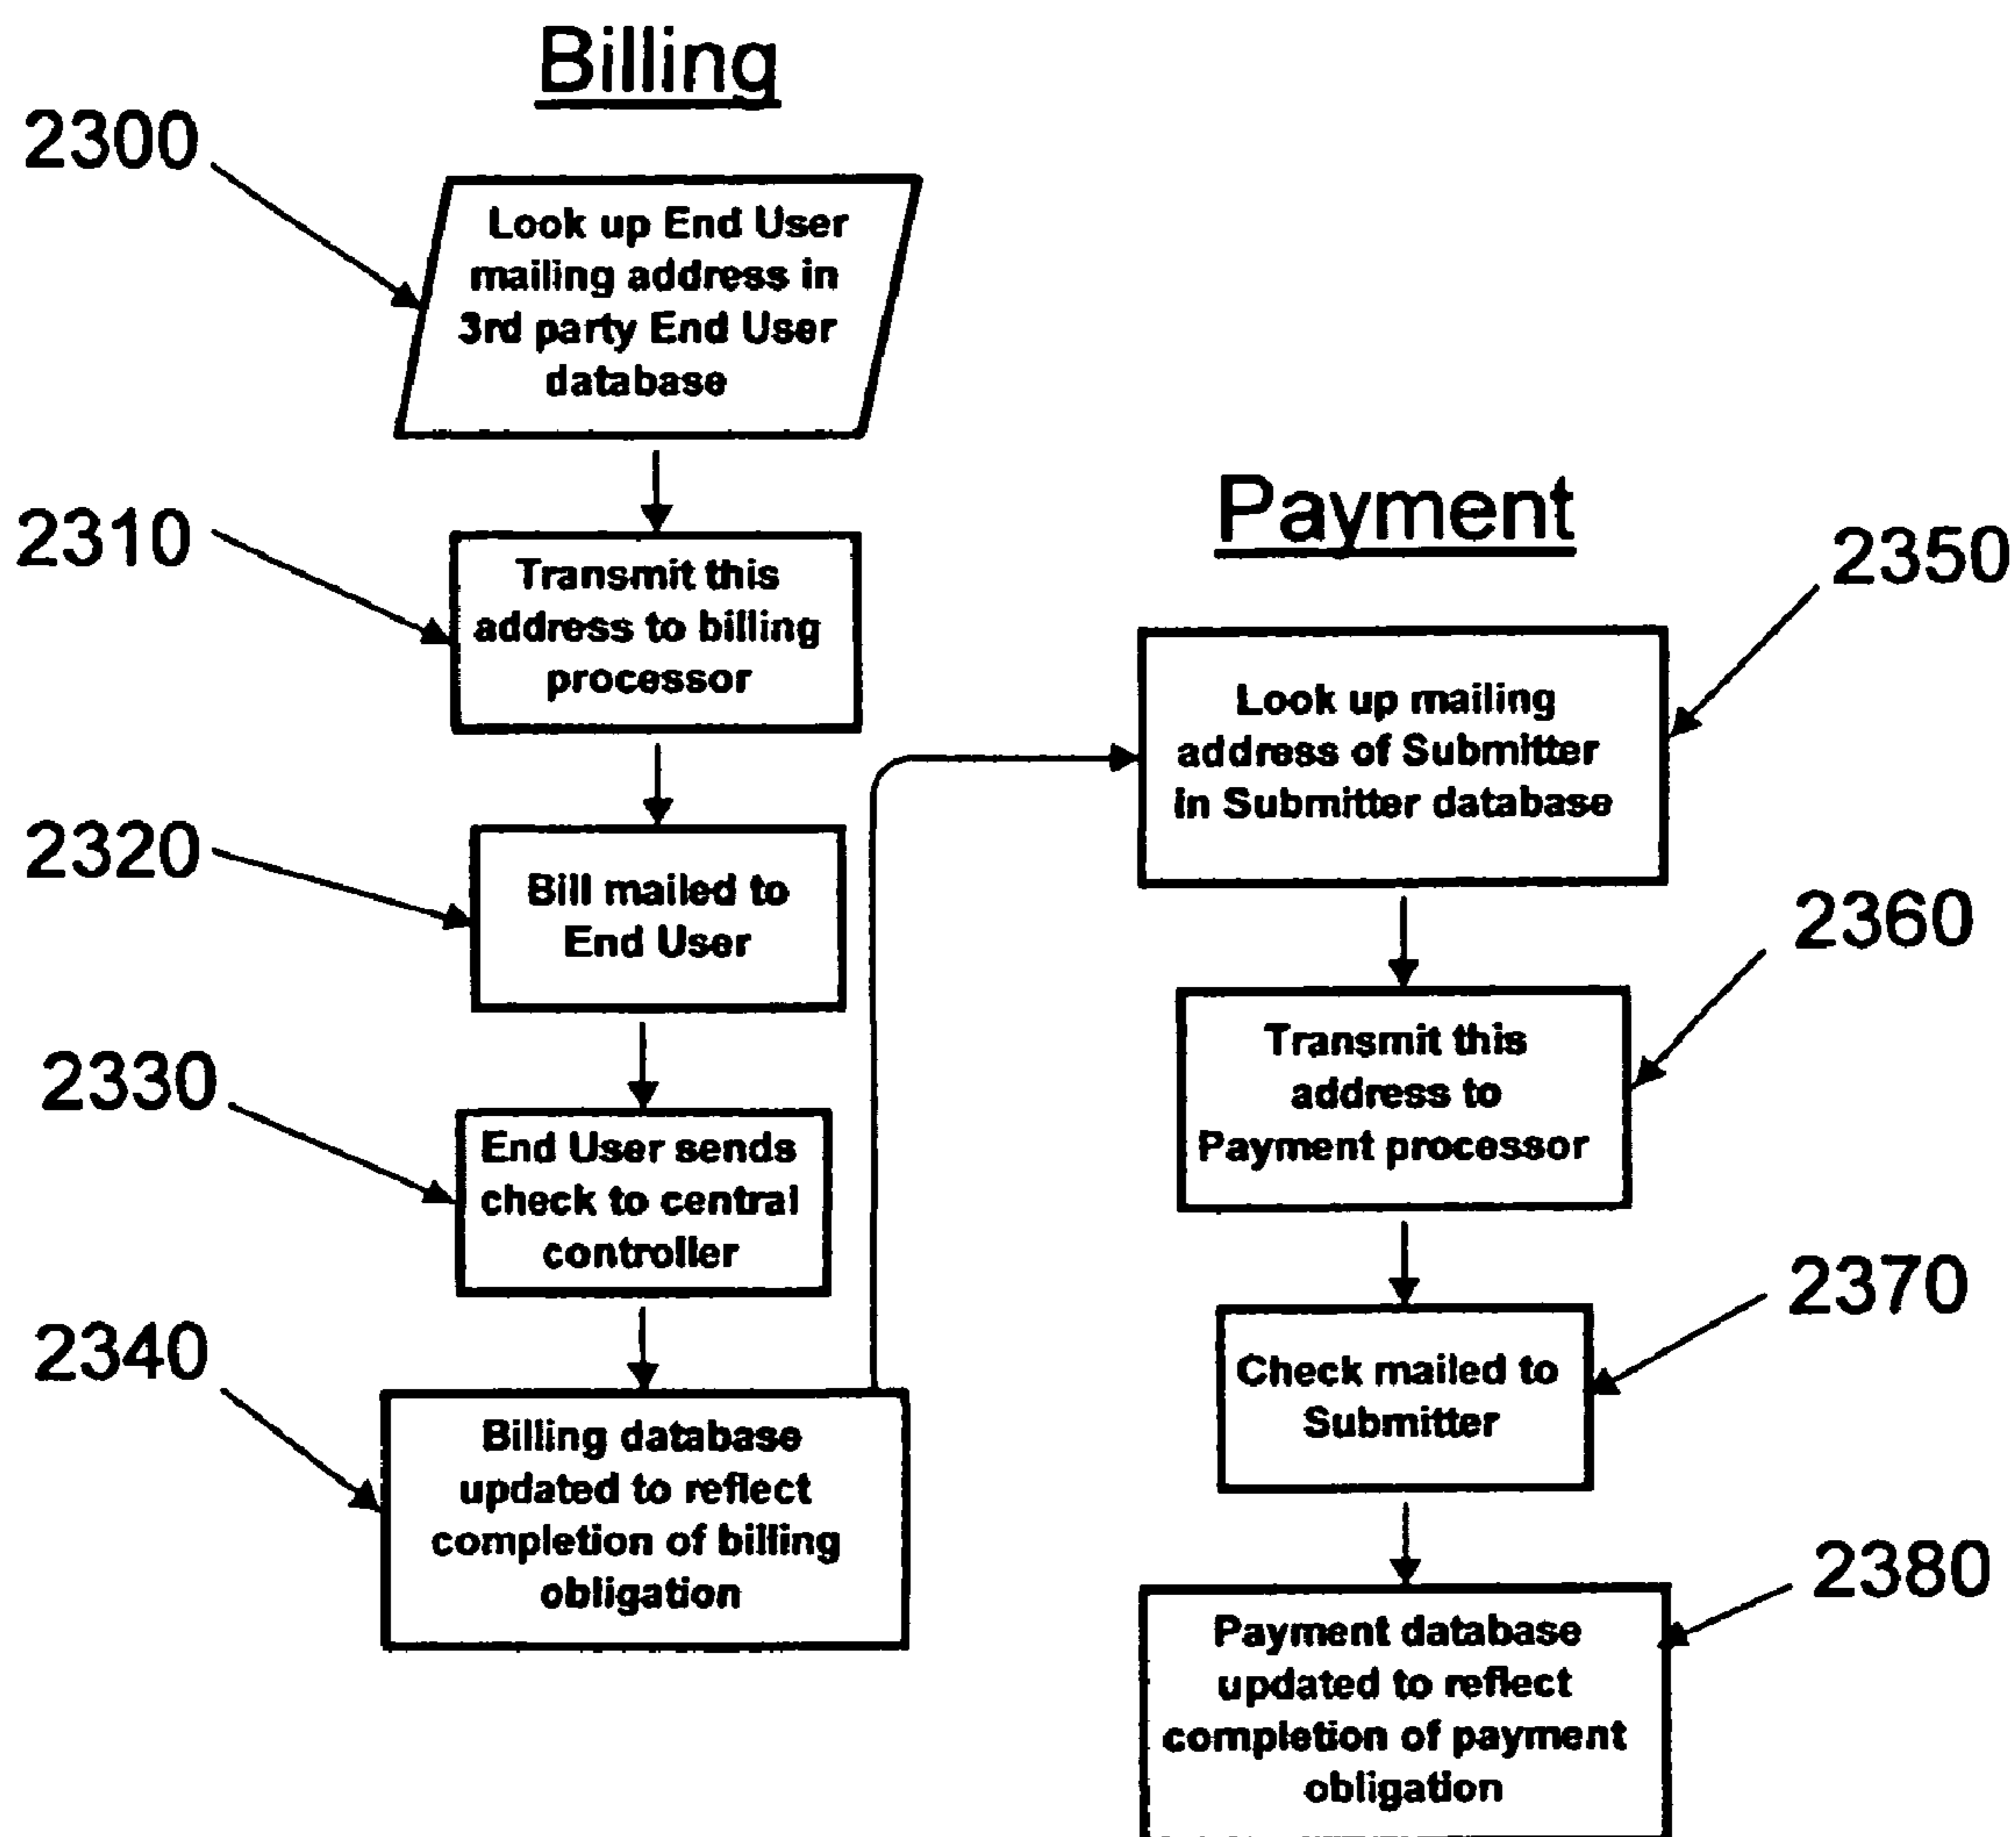 Billing
2300
Look up End User
mailing address in
3rd party End User
database
2310
Transmit this
address to billing
processor
2320
Bill mailed to
End User
2330
End User sends
check to central
controller
2340
Billing database
updated to reflect
completion of billing
obligation
Payment
2350
Look up mailing
address of Submitter
in Submitter database
2360
Transmit this
address to
Payment processor
2370
Check mailed to
Submitter
2380
Payment database
updated to reflect
completion of payment
obligation